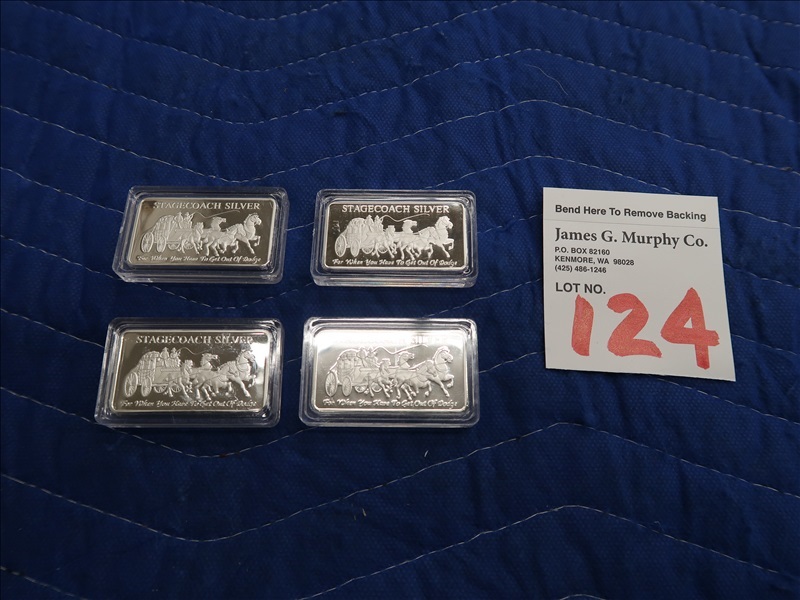 STAGECOACH SILVER
For When You Have To Get Out Of Dodge
STAGECOACH SILVER
For When You Have To Get Out Of Dodge
STAGECOACH SILVER
For When You Have To Get Out Of Dodge
For When You Have To Get Out Of Dodge
Bend Here To Remove Backing
James G. Murphy Co.
P.O. BOX 82160
KENMORE, WA 98028
(425) 486-1246
LOT NO.
124